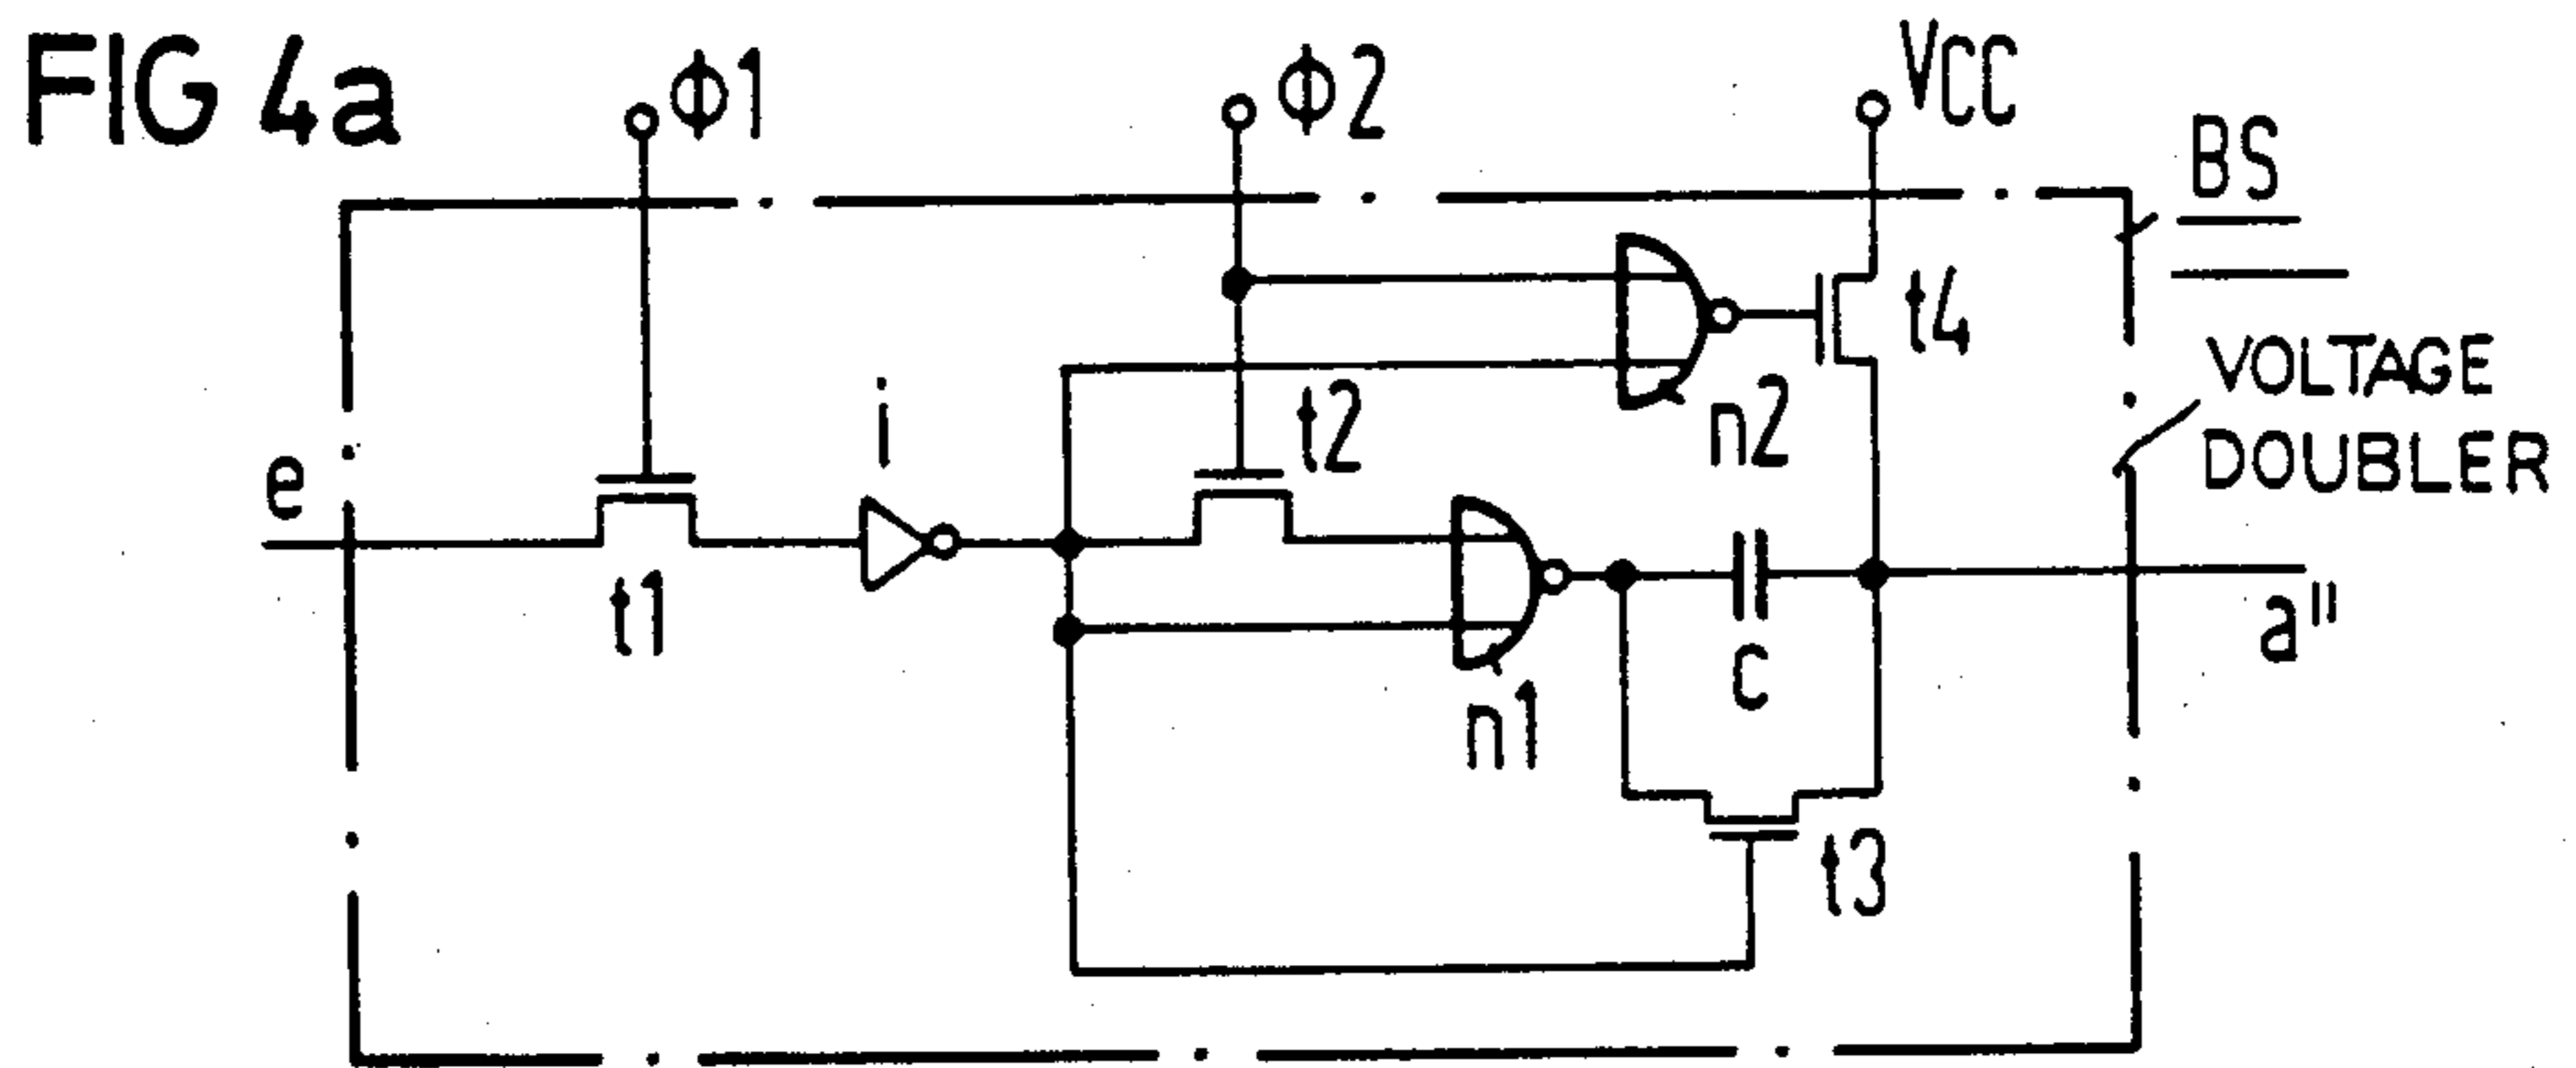 FIG 4a
ϕ1
ϕ2
VCC
BS
t4
VOLTAGE
DOUBLER
i
t2
n2
e
t1
c
a"
n1
t3